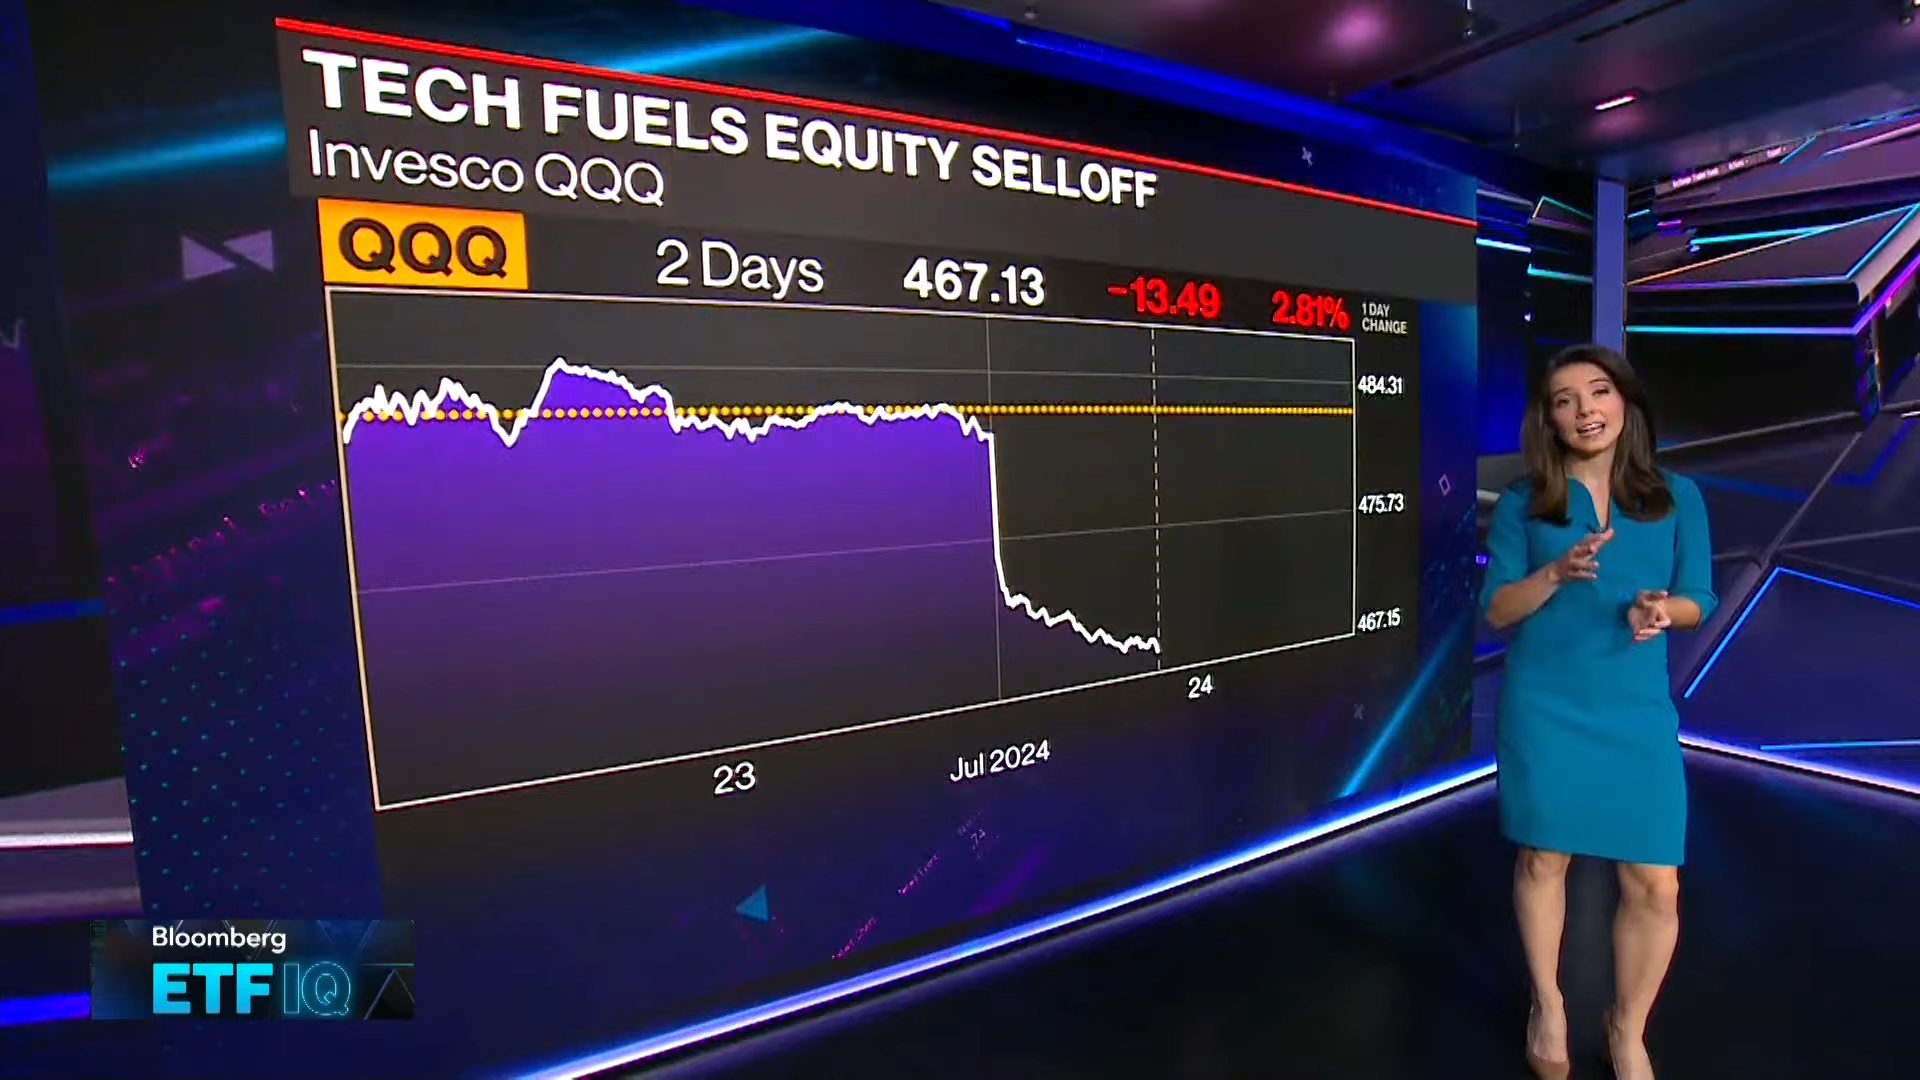 TECH FUELS EQUITY SELLOFF
Invesco QQQ
QQQ 2 Days 467.13 -13.49 2.81% 1 DAY
CHANGE
484.31
475.73
467.15
24
23
Jul 2024
Bloomberg
ETF IQ